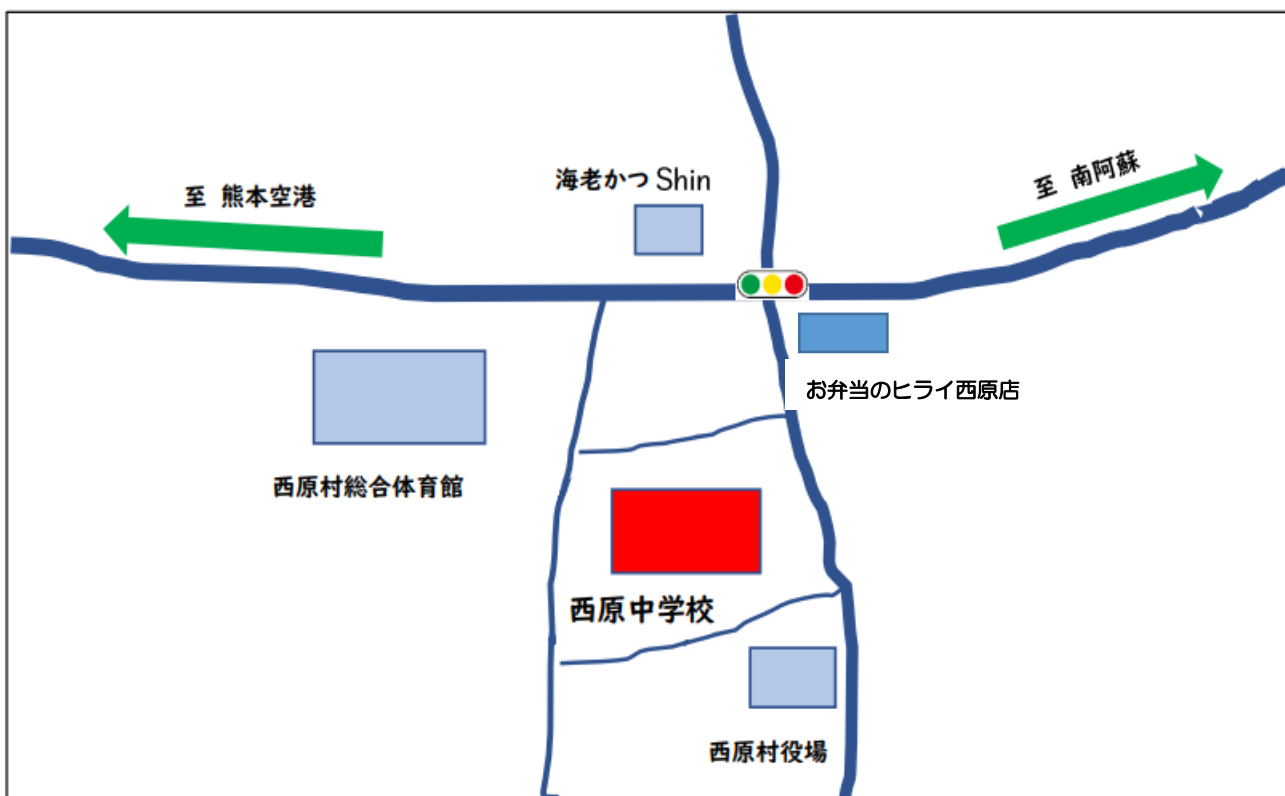 海老かつ Shin
至 南阿蘇
至 熊本空港
お弁当のヒライ西原店
西原村総合体育館
西原中学校
西原村役場